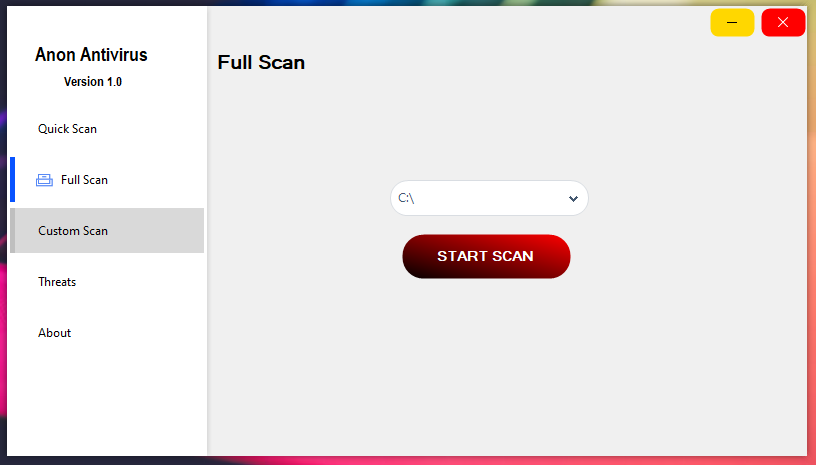 Anon Antivirus
Version 1.0
Quick Scan
Full Scan
Custom Scan
Threats
About
Full Scan
C:\
START SCAN